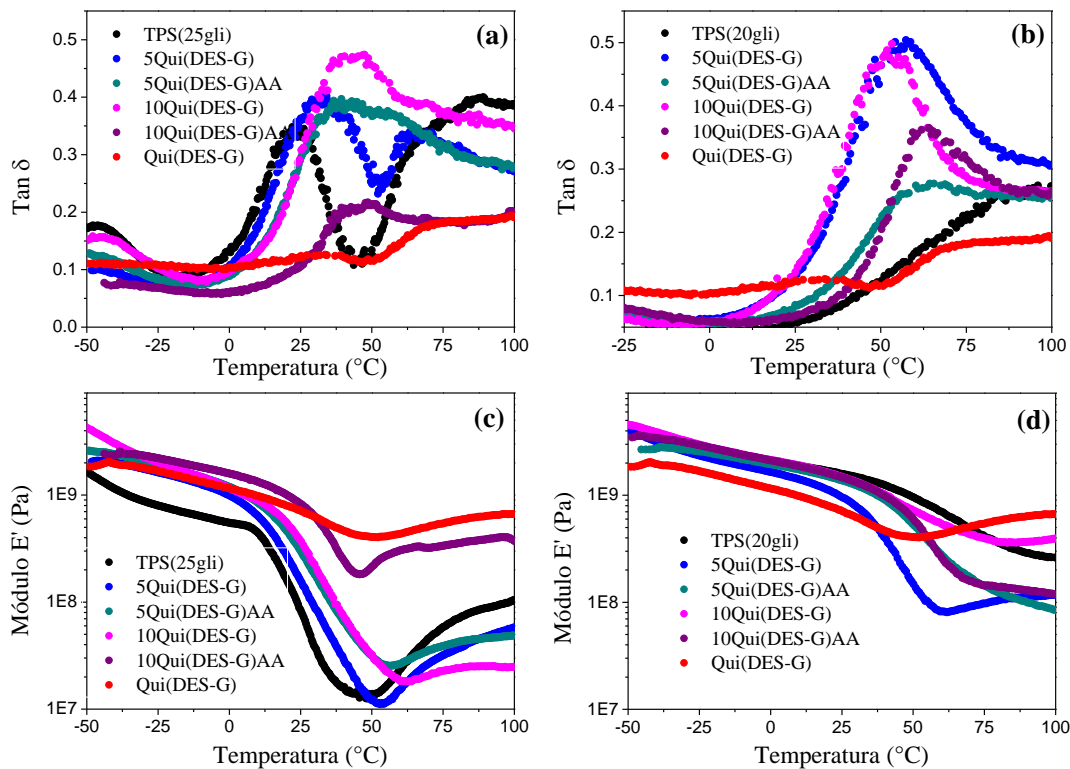 (a)
TPS(25gli)
5Qui(DES-G)
5Qui(DES-G)AA
10Qui(DES-G)
10Qui(DES-G)AA
Qui(DES-G)
Tan δ
0.5
0.4
0.3
0.2
0.1
0.0
-50 -25 0 25 50 75 100
Temperatura (°C)
(b)
TPS(20gli)
5Qui(DES-G)
5Qui(DES-G)AA
10Qui(DES-G)
10Qui(DES-G)AA
Qui(DES-G)
Tan δ
0.5
0.4
0.3
0.2
0.1
-25 0 25 50 75 100
Temperatura (°C)
(c)
Módulo E' (Pa)
1E9
1E8
1E7
TPS(25gli)
5Qui(DES-G)
5Qui(DES-G)AA
10Qui(DES-G)
10Qui(DES-G)AA
Qui(DES-G)
-50 -25 0 25 50 75 100
Temperatura (°C)
(d)
Módulo E' (Pa)
1E9
1E8
1E7
TPS(20gli)
5Qui(DES-G)
5Qui(DES-G)AA
10Qui(DES-G)
10Qui(DES-G)AA
Qui(DES-G)
-50 -25 0 25 50 75 100
Temperatura (°C)